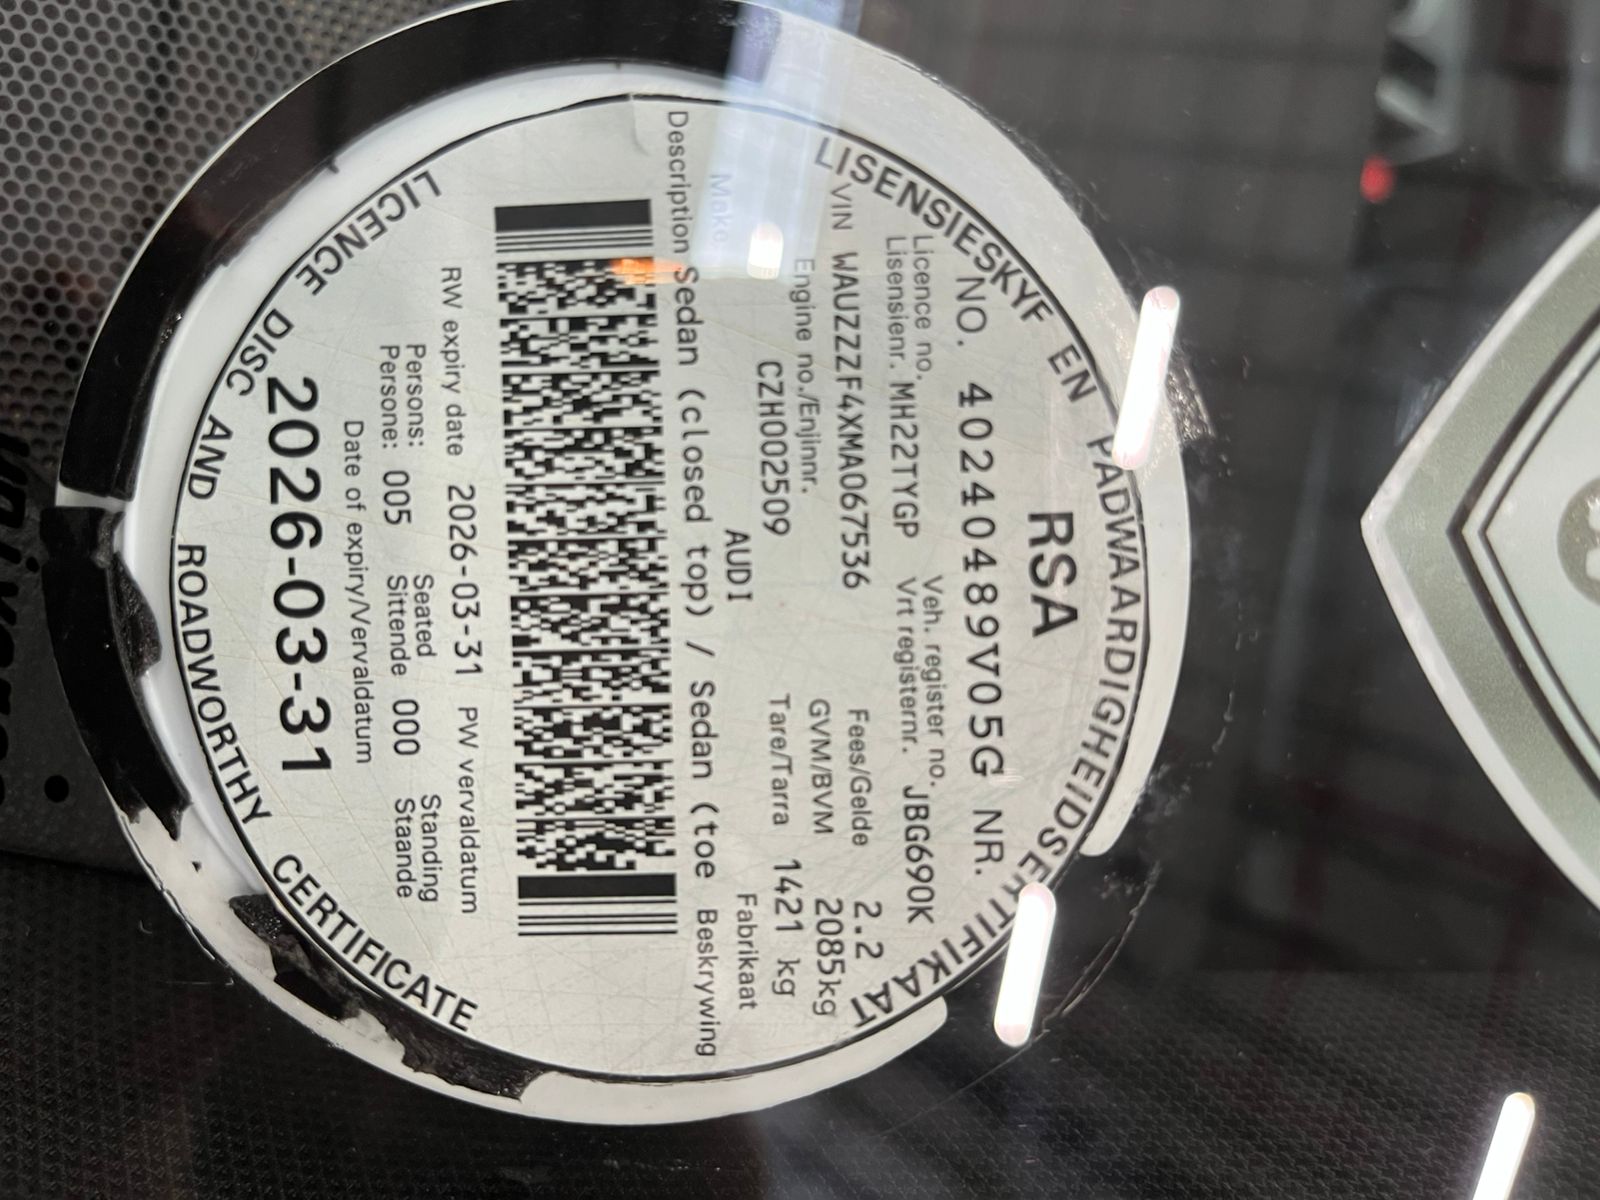 LISENSIESKYF EN PADWAARDIGHEIDSERTIFIKAAT
RSA
NO. 40240489V05G NR.
Licence no. Veh. register no.
Lisensienr. MH22TYGP Vrt registernr. JBG690K
VIN WAUZZZF4XMA067536 Fees/Gelde 2.2
Engine no./Enjinnr. GVM/BVM 2085kg
CZH002509 Tare/Tarra 1421 kg
Make AUDI Fabrikaat
Description Sedan (closed top) / Sedan (toe Beskrywing
RW expiry date 2026-03-31 PW vervaldatum
Persons: Seated Standing
Persone: 005 Sittende 000 Staande
Date of expiry/Vervaldatum
2026-03-31
LICENCE DISC AND ROADWORTHY CERTIFICATE